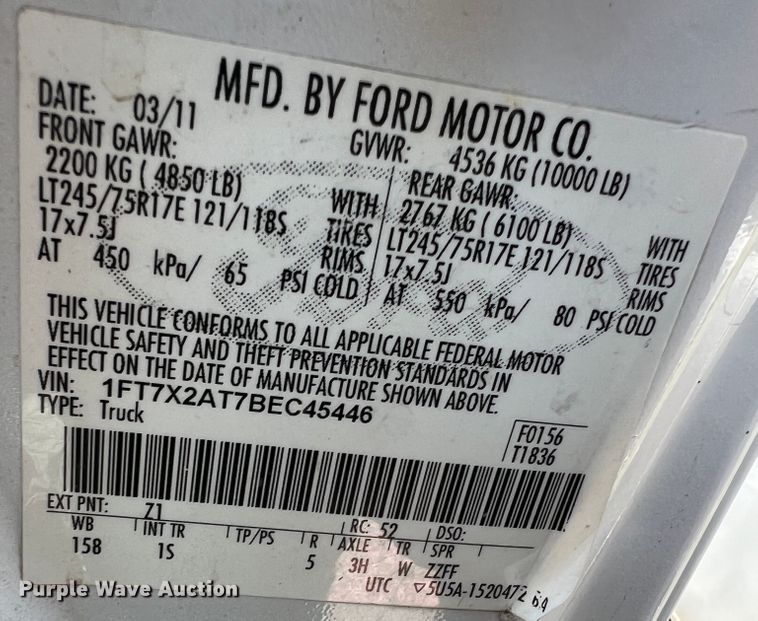 MFD. BY FORD MOTOR CO.
DATE: 03/11 GVWR: 4536 KG (10000 LB)
FRONT GAWR: REAR GAWR:
2200 KG ( 4850 LB) WITH 2767 KG ( 6100 LB) WITH
LT245/75R17E 121/118S TIRES LT245/75R17E 121/118S TIRES
17x7.5J RIMS 17x7.5J RIMS
AT 450 kPa/ 65 PSI COLD AT 550 kPa/ 80 PSI COLD
THIS VEHICLE CONFORMS TO ALL APPLICABLE FEDERAL MOTOR
VEHICLE SAFETY AND THEFT PREVENTION STANDARDS IN
EFFECT ON THE DATE OF MANUFACTURE SHOWN ABOVE.
VIN: 1FT7X2AT7BEC45446
TYPE: Truck
F0156
T1836
EXT PNT: Z1 RC: 52 DSO:
WB INT TR TP/PS R AXLE TR SPR
158 1S 5 3H W ZZFF
UTC ▽5U5A-1520472
Purple Wave Auction